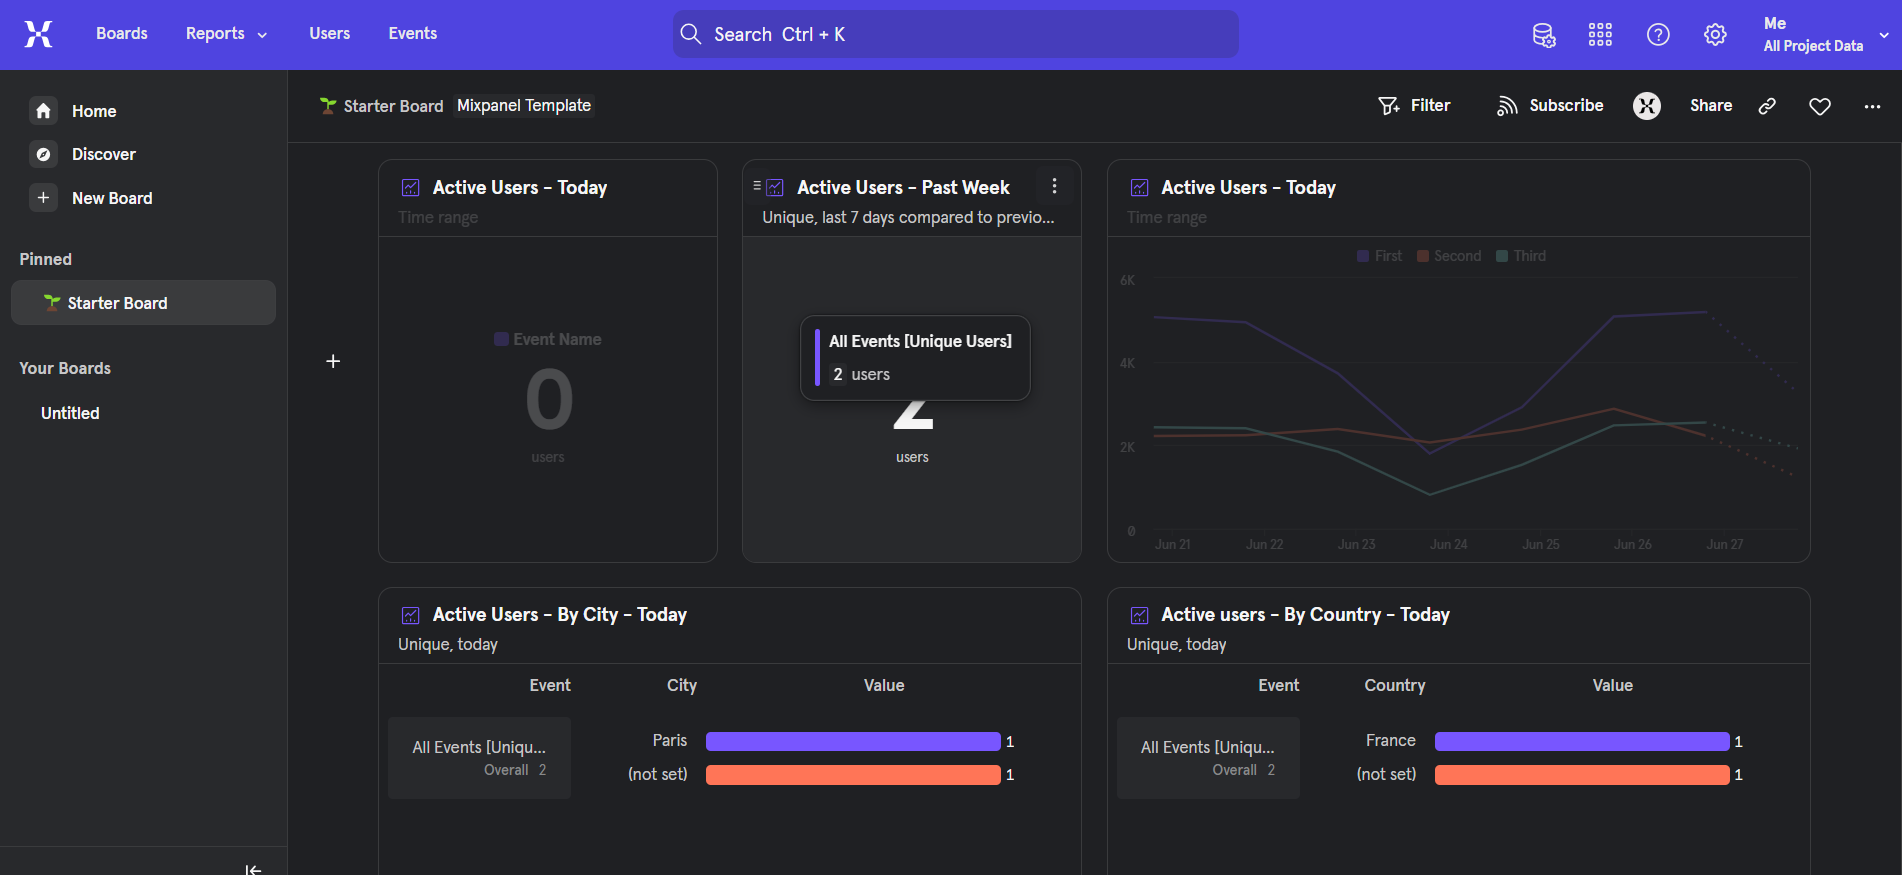 Boards
Reports
Users
Events
Search Ctrl + K
Me
All Project Data
Home
Discover
New Board
Pinned
Starter Board
Your Boards
Untitled
Starter Board
Mixpanel Template
Filter
Subscribe
Share
Active Users - Today
Time range
Event Name
0
users
Active Users - Past Week
Unique, last 7 days compared to previo...
All Events [Unique Users]
2 users
2
users
Active Users - Today
Time range
First Second Third
6K
4K
2K
0
Jun 21 Jun 22 Jun 23 Jun 24 Jun 25 Jun 26 Jun 27
Active Users - By City - Today
Unique, today
Event City Value
All Events [Uniqu...
Overall 2
Paris 1
(not set) 1
Active users - By Country - Today
Unique, today
Event Country Value
All Events [Uniqu...
Overall 2
France 1
(not set) 1